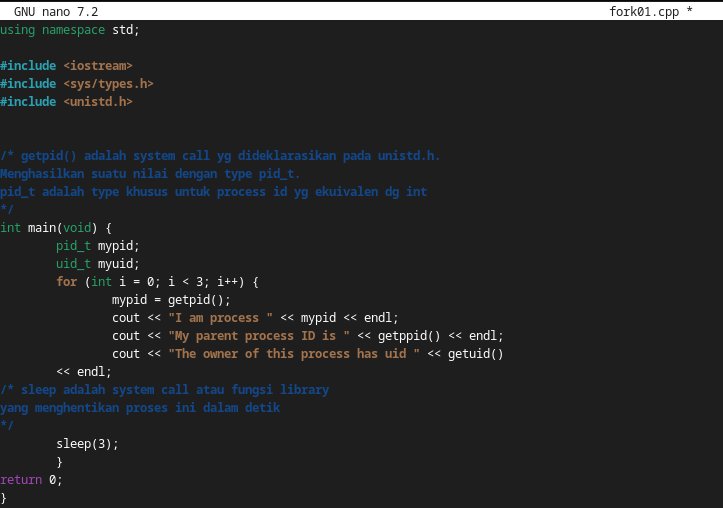 GNU nano 7.2 fork01.cpp *
using namespace std;
#include <iostream>
#include <sys/types.h>
#include <unistd.h>
/* getpid() adalah system call yg dideklarasikan pada unistd.h.
Menghasilkan suatu nilai dengan type pid_t.
pid_t adalah type khusus untuk process id yg ekuivalen dg int
*/
int main(void) {
pid_t mypid;
uid_t myuid;
for (int i = 0; i < 3; i++) {
mypid = getpid();
cout << "I am process " << mypid << endl;
cout << "My parent process ID is " << getppid() << endl;
cout << "The owner of this process has uid " << getuid()
<< endl;
/* sleep adalah system call atau fungsi library
yang menghentikan proses ini dalam detik
*/
sleep(3);
}
return 0;
}